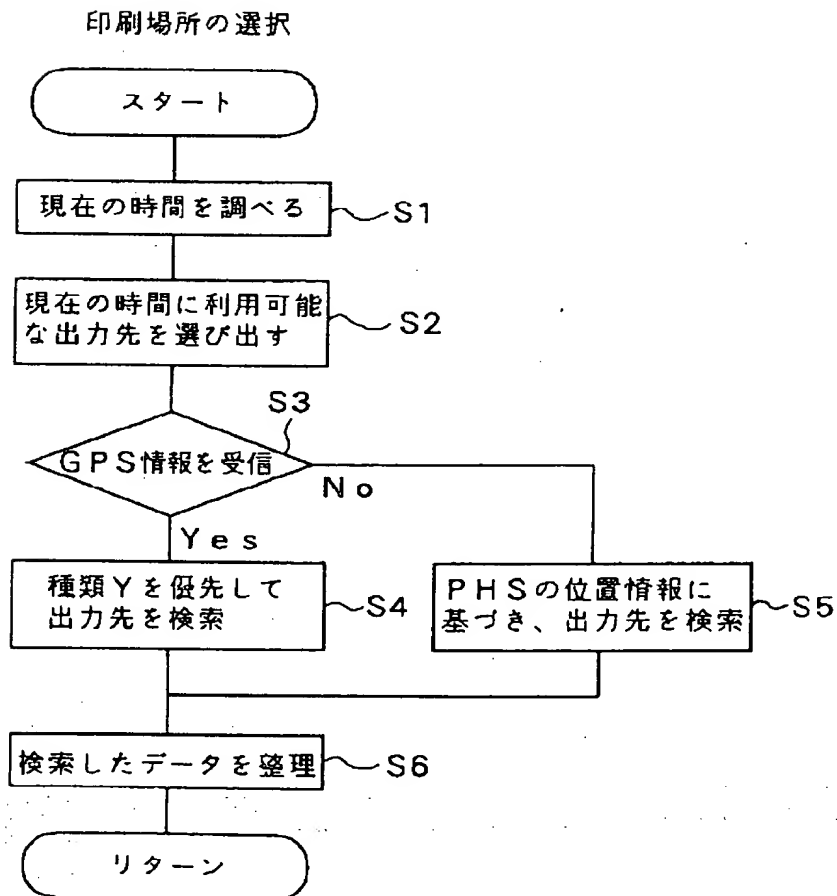 印刷場所の選択
スタート
現在の時間を調べる
S1
現在の時間に利用可能
な出力先を選び出す
S2
S3
GPS情報を受信
No
Yes
種類Yを優先して
出力先を検索
S4
PHSの位置情報に
基づき、出力先を検索
S5
検索したデータを整理
S6
リターン